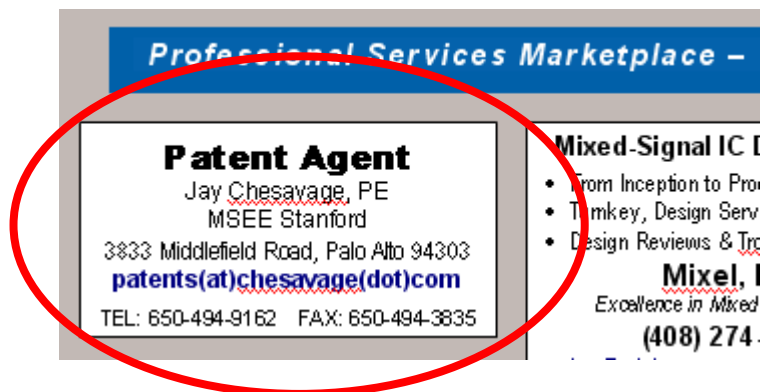 Professional Services Marketplace –
Patent Agent
Jay Chesavage, PE
MSEE Stanford
3833 Middlefield Road, Palo Alto 94303
patents(at)chesavage(dot)com
TEL: 650-494-9162 FAX: 650-494-3835
Mixed-Signal IC
• From Inception to
• Turnkey, Design
• Design Reviews &
Mixel,
Excellence in Mixed
(408) 274